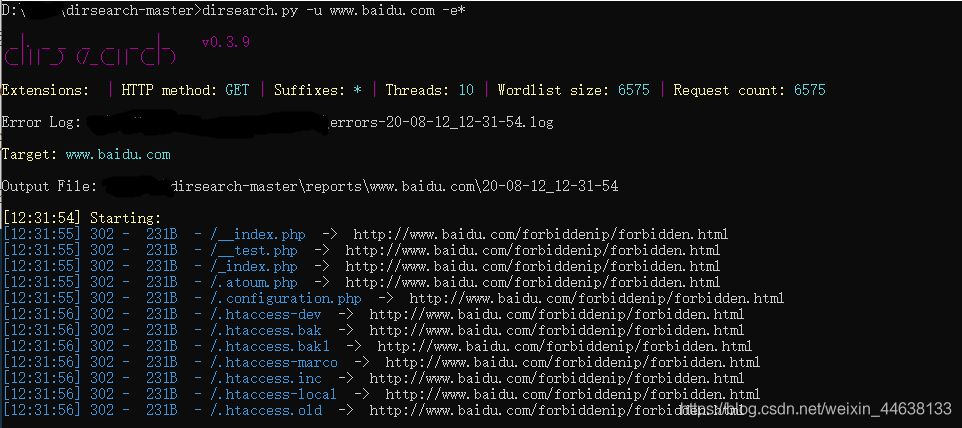 D:\ \dirsearch-master>dirsearch.py -u www.baidu.com -e*
dirsearch v0.3.9
Extensions: | HTTP method: GET | Suffixes: * | Threads: 10 | Wordlist size: 6575 | Request count: 6575
Error Log: errors-20-08-12_12-31-54.log
Target: www.baidu.com
Output File: dirsearch-master\reports\www.baidu.com\20-08-12_12-31-54
[12:31:54] Starting:
[12:31:55] 302 - 231B - /__index.php -> http://www.baidu.com/forbiddenip/forbidden.html
[12:31:55] 302 - 231B - /__test.php -> http://www.baidu.com/forbiddenip/forbidden.html
[12:31:55] 302 - 231B - /_index.php -> http://www.baidu.com/forbiddenip/forbidden.html
[12:31:55] 302 - 231B - /.atoum.php -> http://www.baidu.com/forbiddenip/forbidden.html
[12:31:55] 302 - 231B - /.configuration.php -> http://www.baidu.com/forbiddenip/forbidden.html
[12:31:56] 302 - 231B - /.htaccess-dev -> http://www.baidu.com/forbiddenip/forbidden.html
[12:31:56] 302 - 231B - /.htaccess.bak -> http://www.baidu.com/forbiddenip/forbidden.html
[12:31:56] 302 - 231B - /.htaccess.bak1 -> http://www.baidu.com/forbiddenip/forbidden.html
[12:31:56] 302 - 231B - /.htaccess-marco -> http://www.baidu.com/forbiddenip/forbidden.html
[12:31:56] 302 - 231B - /.htaccess.inc -> http://www.baidu.com/forbiddenip/forbidden.html
[12:31:56] 302 - 231B - /.htaccess-local -> http://www.baidu.com/forbiddenip/forbidden.html
[12:31:56] 302 - 231B - /.htaccess.old -> http://www.baidu.com/forbiddenip/forbidden.html
https://blog.csdn.net/weixin_44638133